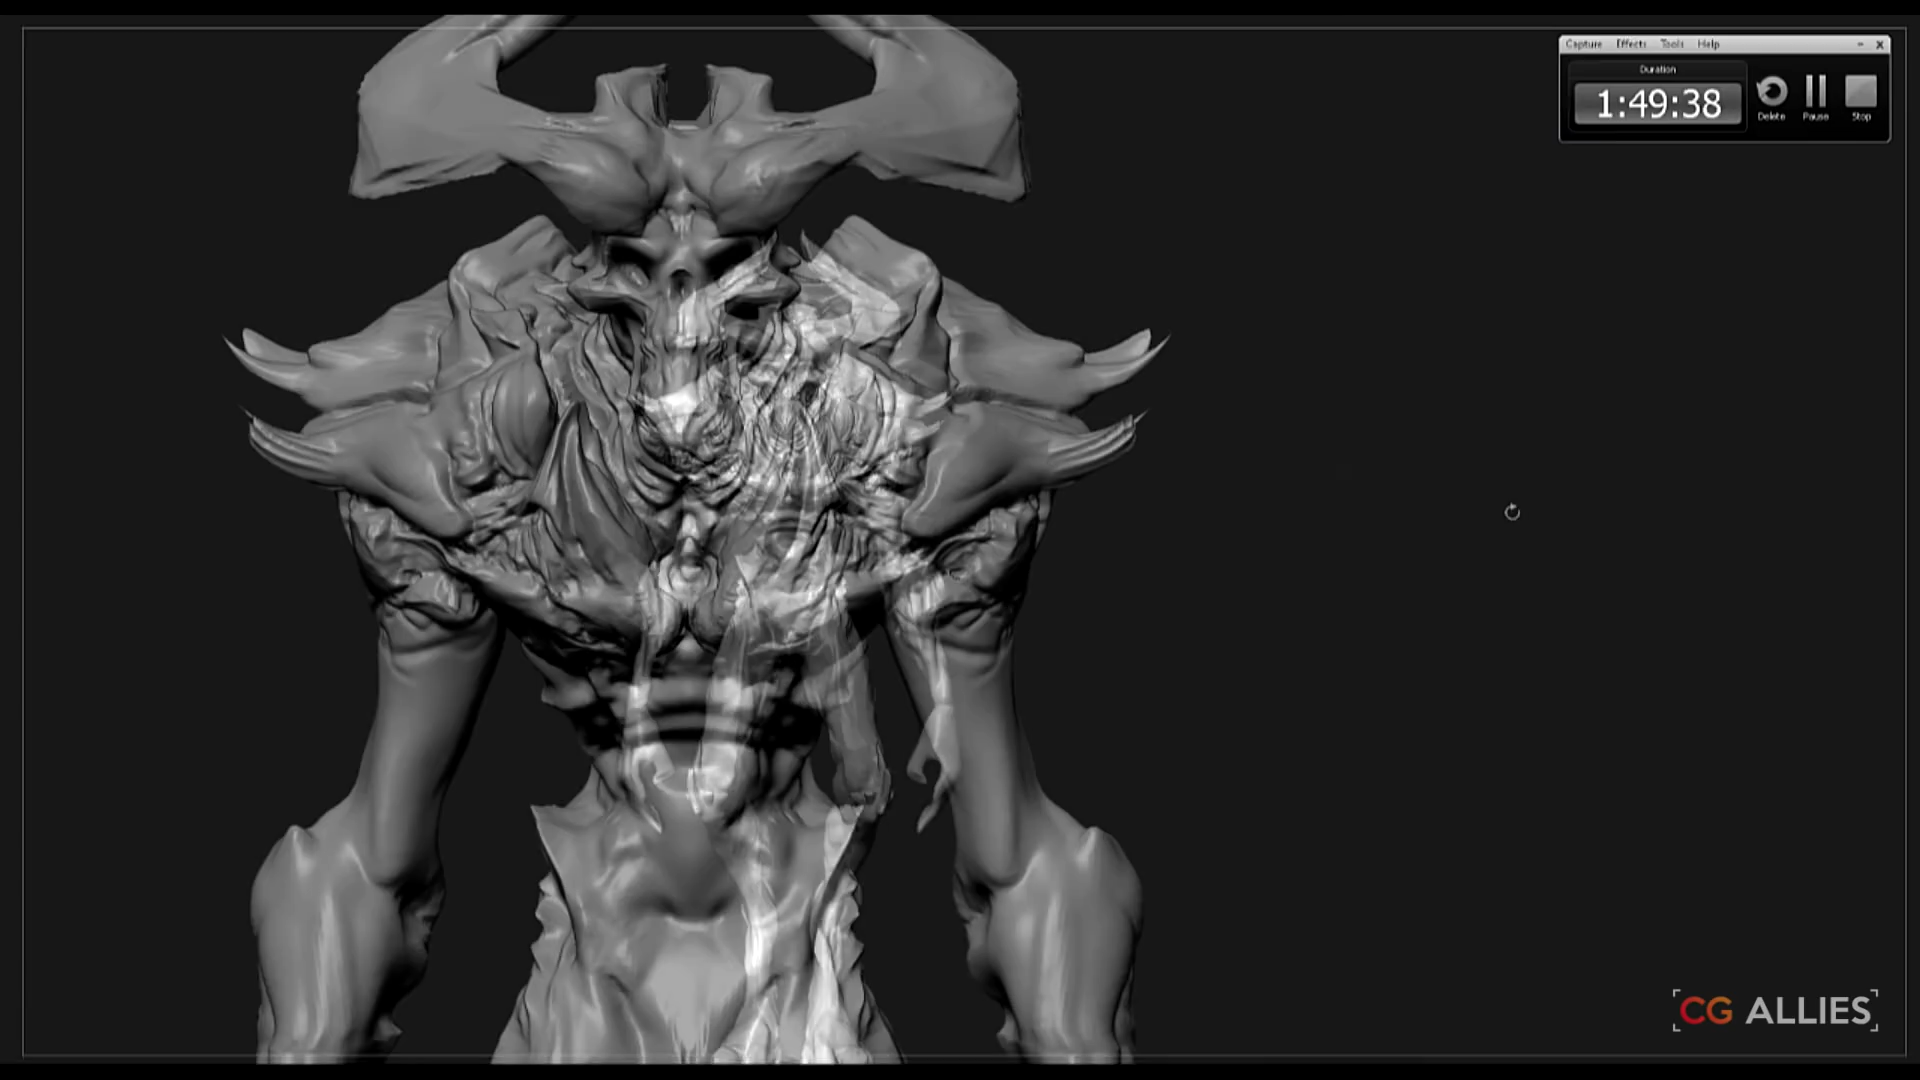 Capture Effects Tools Help
Duration
1:49:38
Delete Pause Stop
CG ALLIES